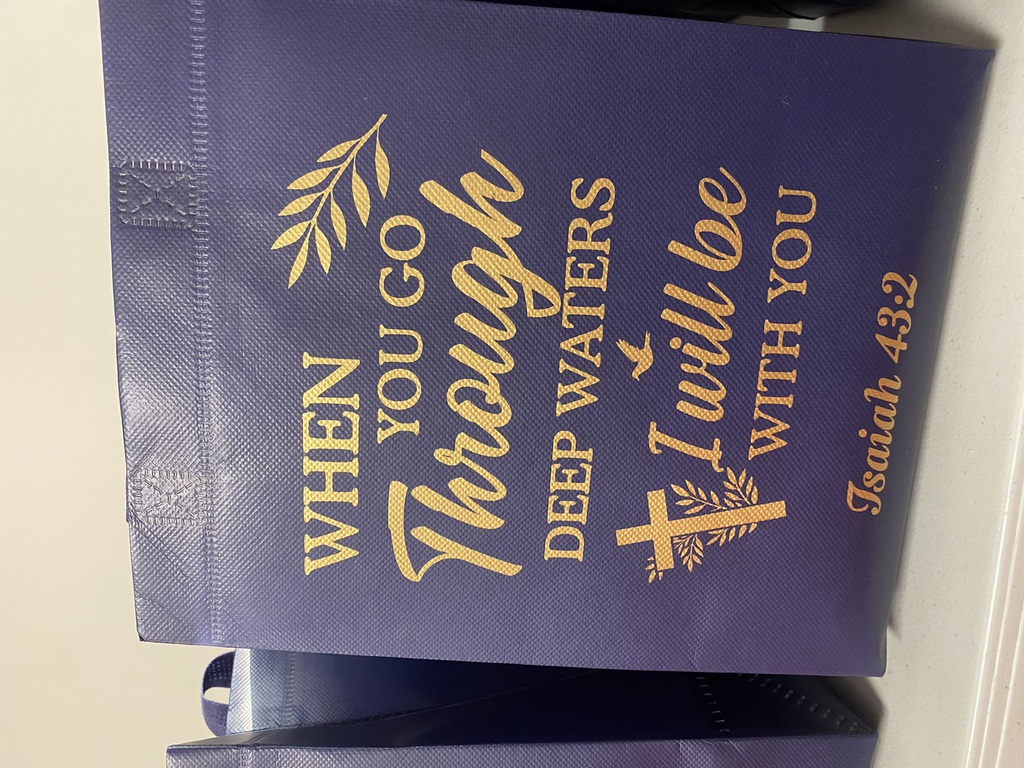 WHEN
YOU GO
Through
DEEP WATERS
I will be
WITH YOU
Isaiah 43:2